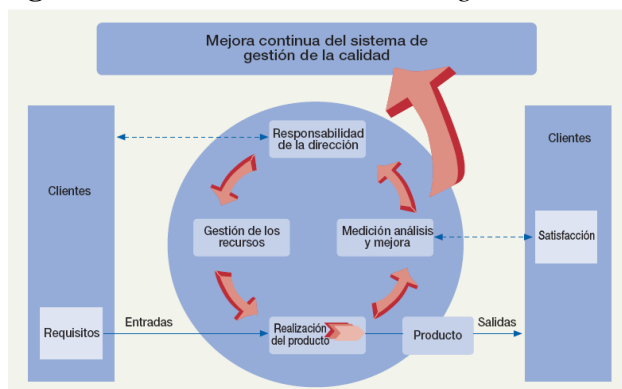 Mejora continua del sistema de
gestión de la calidad
Responsabilidad
de la dirección
Clientes
Clientes
Gestión de los
recursos
Medición análisis
y mejora
Satisfacción
Requisitos
Entradas
Realización
del producto
Producto
Salidas